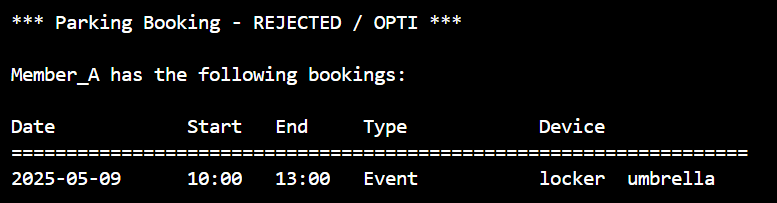 *** Parking Booking - REJECTED / OPTI ***
Member_A has the following bookings:
Date Start End Type Device
===================================================================
2025-05-09 10:00 13:00 Event locker umbrella